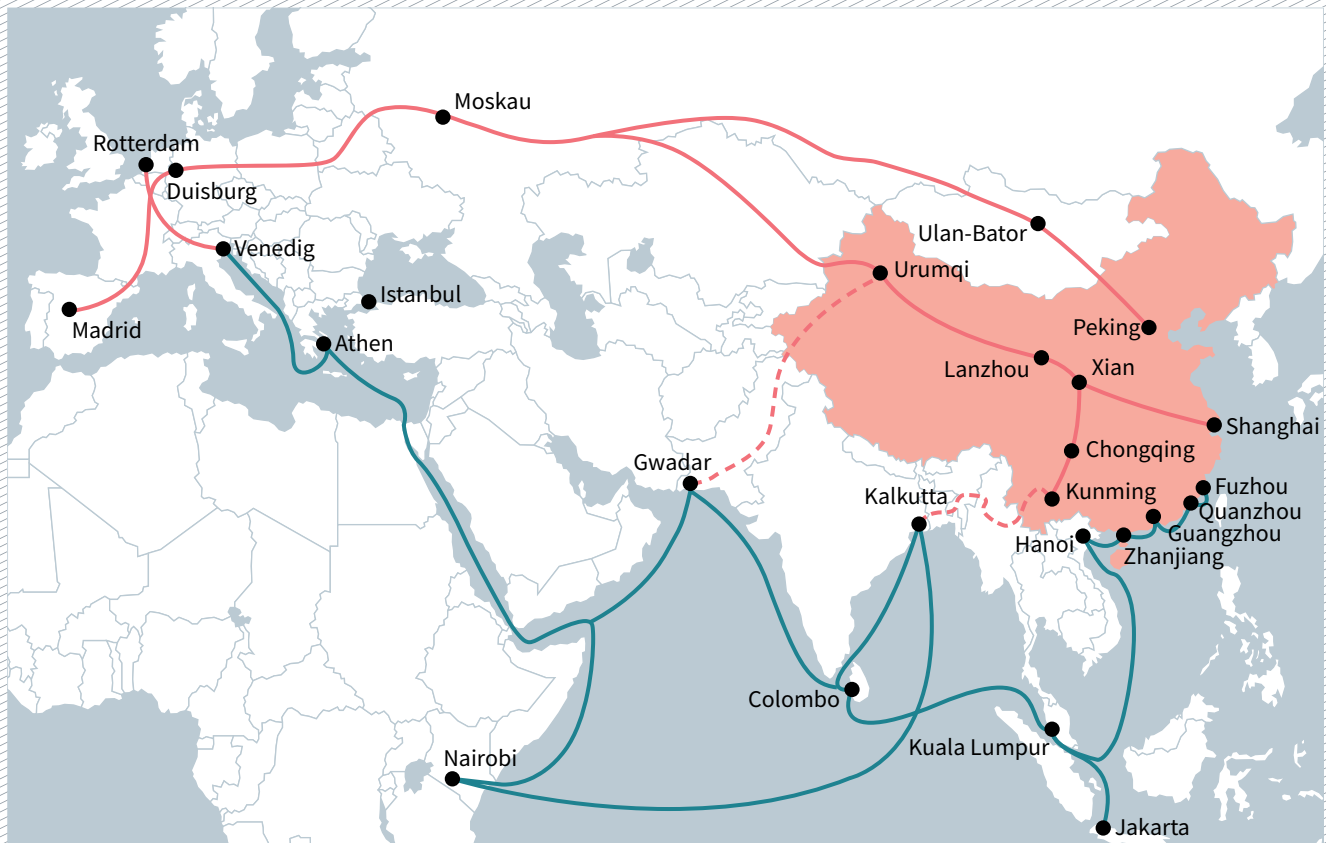 Moskau
Rotterdam
Duisburg
Ulan-Bator
Venedig
Urumqi
Istanbul
Madrid
Peking
Athen
Lanzhou
Xian
Shanghai
Chongqing
Gwadar
Kalkutta
Kunming
Fuzhou
Quanzhou
Guangzhou
Hanoi
Zhanjiang
Colombo
Kuala Lumpur
Nairobi
Jakarta